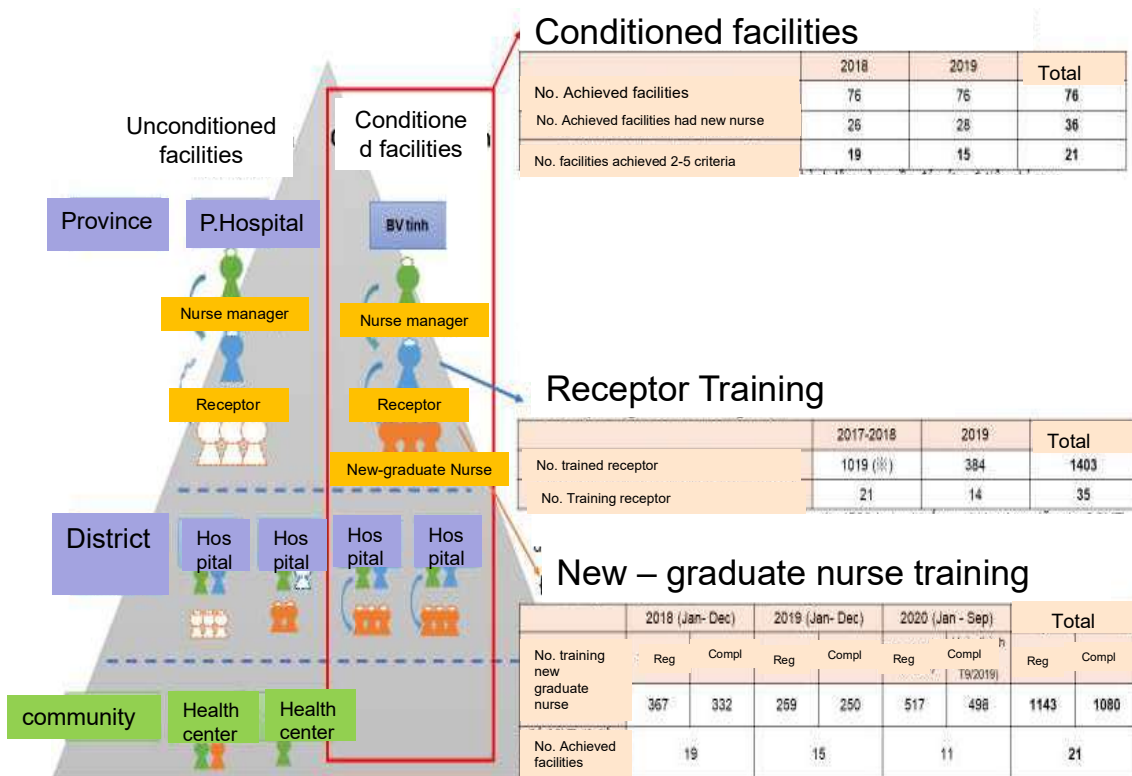 Conditioned facilities
2018 2019 Total
No. Achieved facilities 76 76 76
No. Achieved facilities had new nurse 26 28 36
No. facilities achieved 2-5 criteria 19 15 21
Unconditioned
facilities
Conditione
d facilities
Province
P.Hospital
BV tỉnh
Nurse manager
Nurse manager
Receptor
Receptor
New-graduate Nurse
Receptor Training
2017-2018 2019 Total
No. trained receptor 1019 (※) 384 1403
No. Training receptor 21 14 35
District
Hos
pital
Hos
pital
Hos
pital
Hos
pital
New – graduate nurse training
2018 (Jan- Dec) 2019 (Jan- Dec) 2020 (Jan - Sep) Total
No. training
new
graduate
nurse
Reg Compl Reg Compl Reg Compl Reg Compl
T9/2019)
367 332 259 250 517 498 1143 1080
No. Achieved
facilities
19 15 11 21
community
Health
center
Health
center